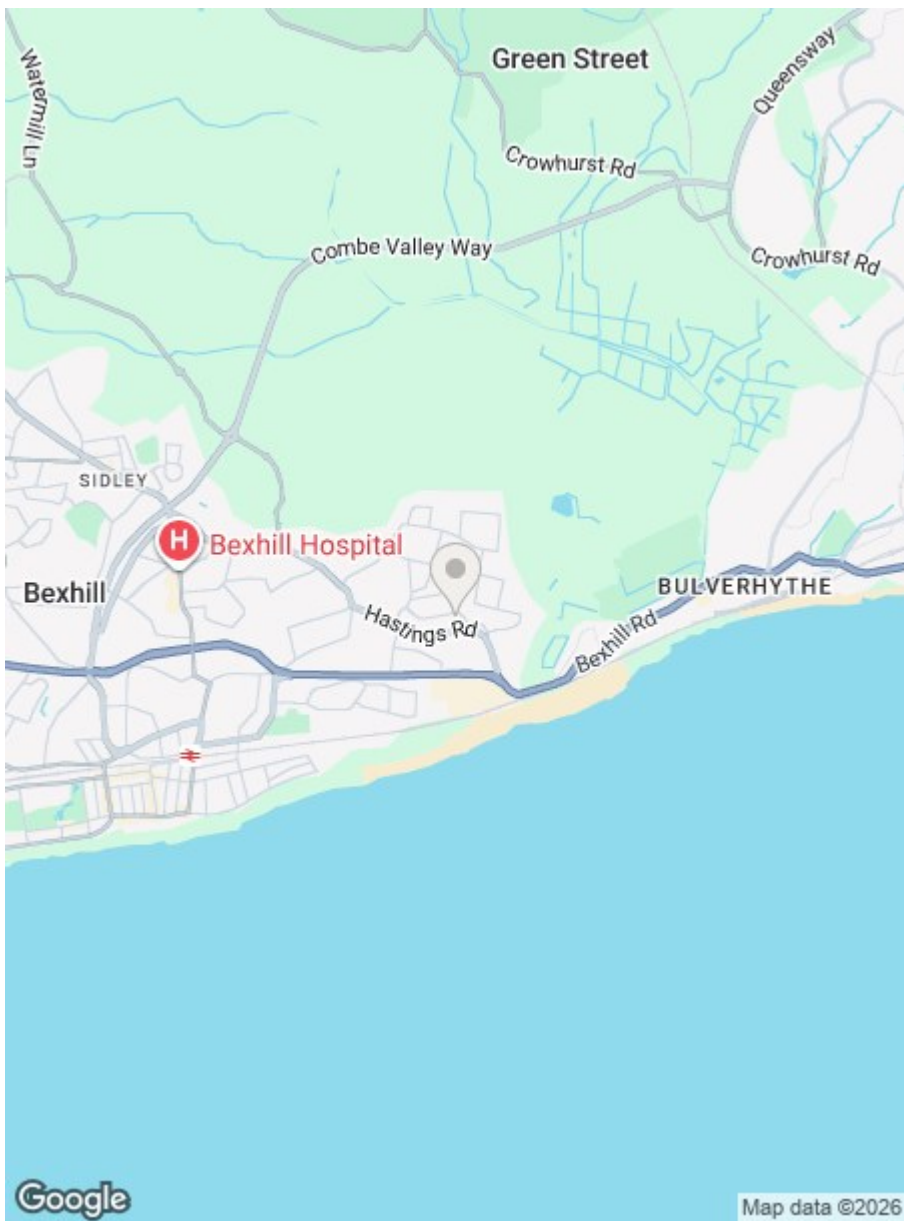 Green Street
Queensway
Watermill Ln
Crowhurst Rd
Combe Valley Way
Crowhurst Rd
SIDLEY
H
Bexhill Hospital
Bexhill
BULVERHYTHE
Hastings Rd
Bexhill Rd
Google
Map data ©2026